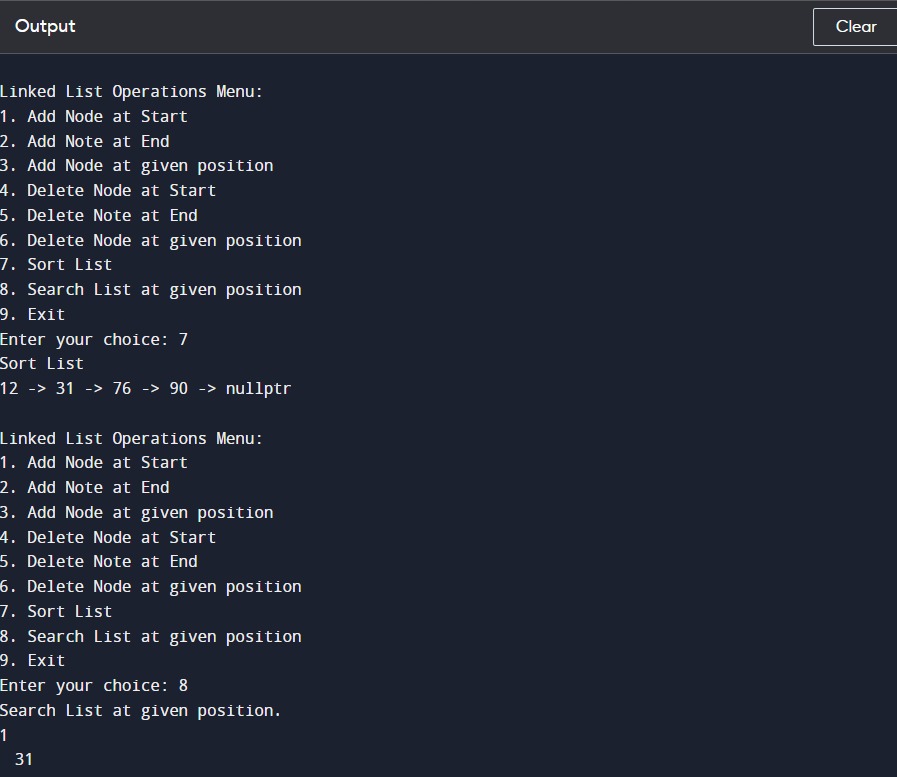 Output
Clear
Linked List Operations Menu:
1. Add Node at Start
2. Add Note at End
3. Add Node at given position
4. Delete Node at Start
5. Delete Note at End
6. Delete Node at given position
7. Sort List
8. Search List at given position
9. Exit
Enter your choice: 7
Sort List
12 -> 31 -> 76 -> 90 -> nullptr
Linked List Operations Menu:
1. Add Node at Start
2. Add Note at End
3. Add Node at given position
4. Delete Node at Start
5. Delete Note at End
6. Delete Node at given position
7. Sort List
8. Search List at given position
9. Exit
Enter your choice: 8
Search List at given position.
1
31